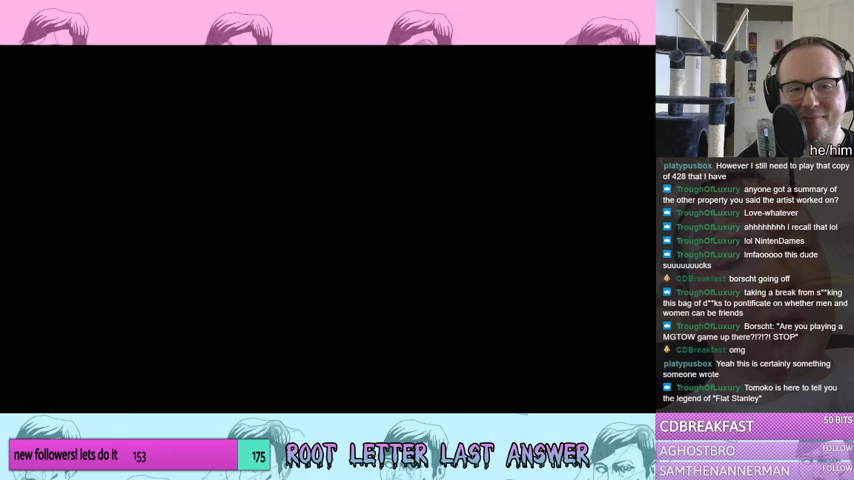 he/him
platypusbox However I still need to play that copy
of 428 that I have
TroughOfLuxury anyone got a summary of
the other property you said the artist worked on?
TroughOfLuxury Love-whatever
TroughOfLuxury ahhhhhhhh i recall that lol
TroughOfLuxury lol NintenDames
TroughOfLuxury lmfaooooo this dude
suuuuuuucks
CDBreakfast borscht going off
TroughOfLuxury taking a break from s**king
this bag of d**ks to pontificate on whether men and
women can be friends
TroughOfLuxury Borscht: "Are you playing a
MGTOW game up there?!?!?! STOP"
CDBreakfast omg
platypusbox Yeah this is certainly something
someone wrote
TroughOfLuxury Tomoko is here to tell you
the legend of "Flat Stanley"
CDBREAKFAST 50 BITS
AGHOSTBRO FOLLOW
SAMTHENANNERMAN FOLLOW
new followers! lets do it 153 175
ROOT LETTER LAST ANSWER